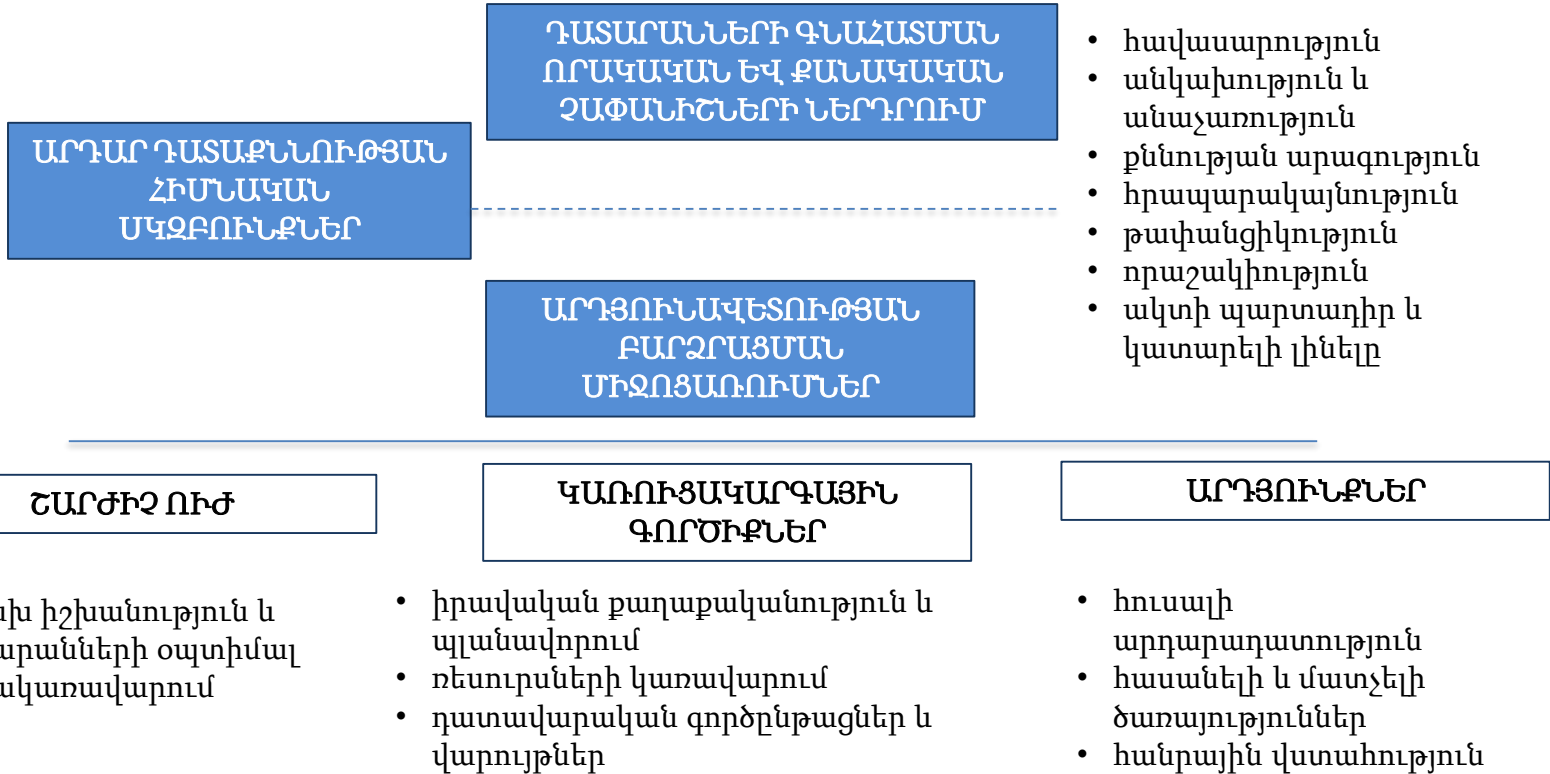 ԴԱՏԱՐԱՆՆԵՐԻ ԳՆԱՀԱՏՄԱՆ
ՈՐԱԿԱԿԱՆ ԵՎ ՔԱՆԱԿԱԿԱՆ
ՉԱՓԱՆԻՇՆԵՐԻ ՆԵՐԴՐՈՒՄ
• հավասարություն
• անկախություն և
անաչառություն
• քննության արագություն
• հրապարակայնություն
• թափանցիկություն
• որաշակիություն
• ակտի պարտադիր և
կատարելի լինելը
ԱՐԴԱՐ ԴԱՏԱՔՆՆՈՒԹՅԱՆ
ՀԻՄՆԱԿԱՆ
ՍԿԶԲՈՒՆՔՆԵՐ
ԱՐԴՅՈՒՆԱՎԵՏՈՒԹՅԱՆ
ԲԱՐՁՐԱՑՄԱՆ
ՄԻՋՈՑԱՌՈՒՄՆԵՐ
ՇԱՐԺԻՉ ՈՒԺ
իշխանություն և
օպտիմալ
ԿԱՌՈՒՑԱԿԱՐԳԱՅԻՆ
ԳՈՐԾԻՔՆԵՐ
• իրավական քաղաքականություն և
պլանավորում
• ռեսուրսների կառավարում
• դատավարական գործընթացներ և
վարույթներ
ԱՐԴՅՈՒՆՔՆԵՐ
• հուսալի
արդարադատություն
• հասանելի և մատչելի
ծառայություններ
• հանրային վստահություն